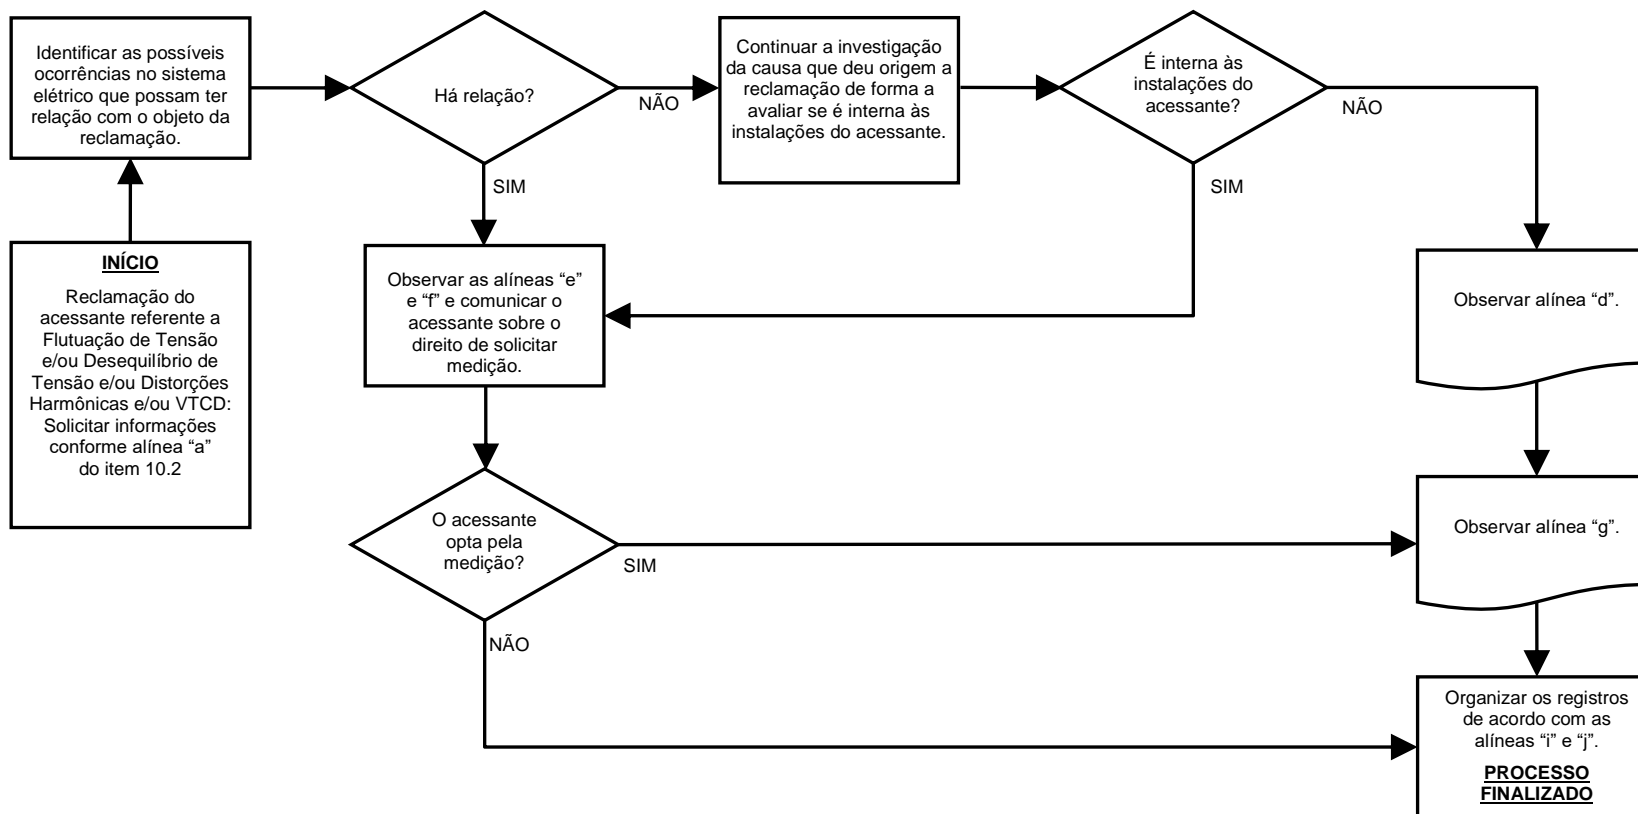 INÍCIO
Reclamação do
acessante referente a
Flutuação de Tensão
e/ou Desequilíbrio de
Tensão e/ou Distorções
Harmônicas e/ou VTCD:
Solicitar informações
conforme alínea “a”
do item 10.2
Identificar as possíveis
ocorrências no sistema
elétrico que possam ter
relação com o objeto da
reclamação.
Há relação?
NÃO
SIM
Continuar a investigação
da causa que deu origem a
reclamação de forma a
avaliar se é interna às
instalações do acessante.
É interna às
instalações do
acessante?
NÃO
SIM
Observar as alíneas “e”
e “f” e comunicar o
acessante sobre o
direito de solicitar
medição.
Observar alínea “d”.
O acessante
opta pela
medição?
SIM
NÃO
Observar alínea “g”.
Organizar os registros
de acordo com as
alíneas “i” e “j”.
PROCESSO
FINALIZADO